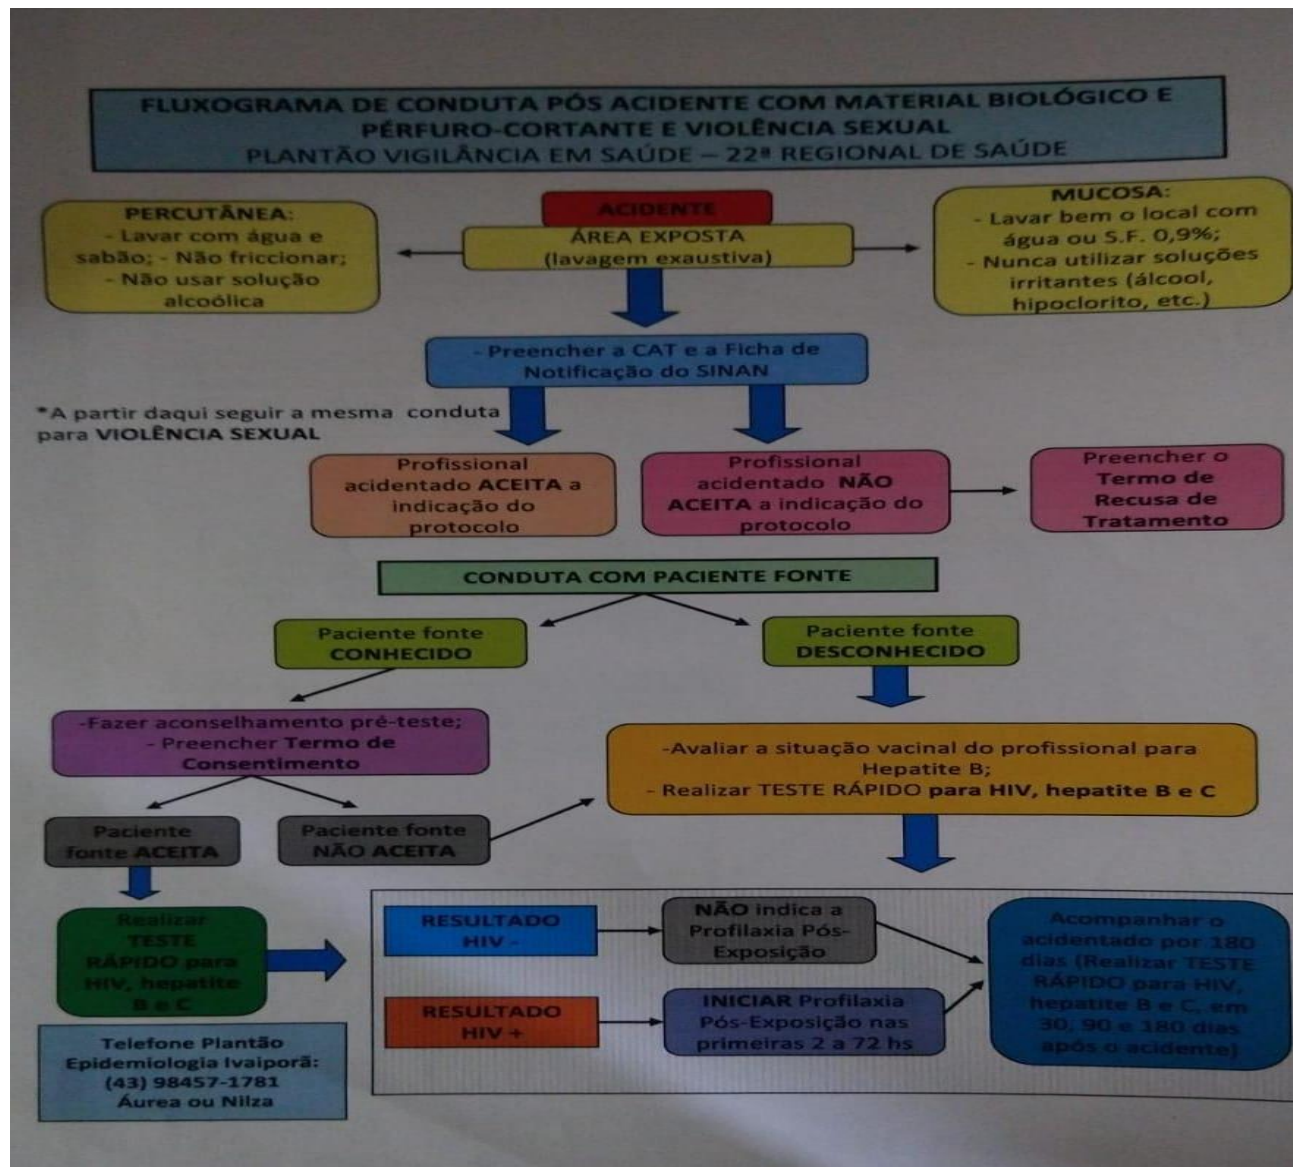 FLUXOGRAMA DE CONDUTA PÓS ACIDENTE COM MATERIAL BIOLÓGICO E
PÉRFURO-CORTANTE E VIOLÊNCIA SEXUAL
PLANTÃO VIGILÂNCIA EM SAÚDE – 22ª REGIONAL DE SAÚDE
PERCUTÂNEA:
- Lavar com água e
sabão; - Não friccionar;
- Não usar solução
alcoólica
ACIDENTE
ÁREA EXPOSTA
(lavagem exaustiva)
MUCOSA:
- Lavar bem o local com
água ou S.F. 0,9%;
- Nunca utilizar soluções
irritantes (álcool,
hipoclorito, etc.)
- Preencher a CAT e a Ficha de
Notificação do SINAN
*A partir daqui seguir a mesma conduta
para VIOLÊNCIA SEXUAL
Profissional
acidentado ACEITA a
indicação do
protocolo
Profissional
acidentado NÃO
ACEITA a indicação do
protocolo
Preencher o
Termo de
Recusa de
Tratamento
CONDUTA COM PACIENTE FONTE
Paciente fonte
CONHECIDO
Paciente fonte
DESCONHECIDO
-Fazer aconselhamento pré-teste;
- Preencher Termo de
Consentimento
-Avaliar a situação vacinal do profissional para
Hepatite B;
- Realizar TESTE RÁPIDO para HIV, hepatite B e C
Paciente
fonte ACEITA
Paciente fonte
NÃO ACEITA
Realizar
TESTE
RÁPIDO para
HIV, hepatite
B e C
RESULTADO
HIV -
NÃO indica a
Profilaxia Pós-
Exposição
RESULTADO
HIV +
INICIAR Profilaxia
Pós-Exposição nas
primeiras 2 a 72 hs
Acompanhar o
acidentado por 180
dias (Realizar TESTE
RÁPIDO para HIV,
hepatite B e C, em
30, 90 e 180 dias
após o acidente)
Telefone Plantão
Epidemiologia Ivaiporã:
(43) 98457-1781
Áurea ou Nilza